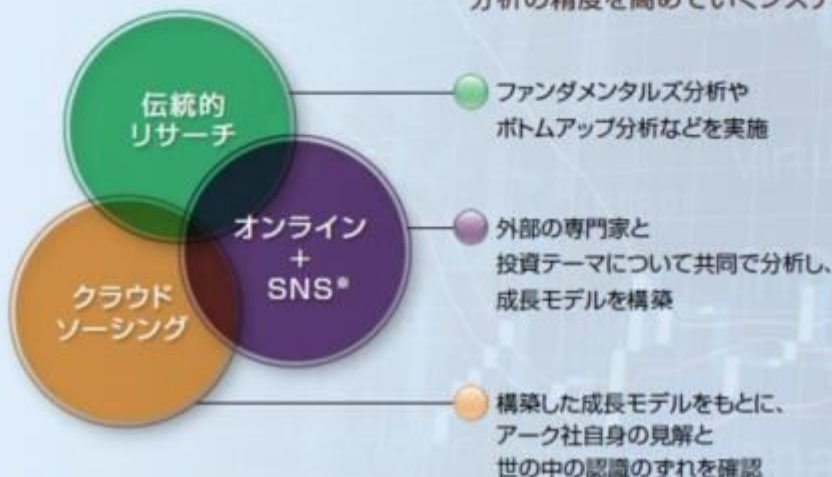 分析の精度を高めていくシステ
伝統的
リサーチ
ファンダメンタルズ分析や
ボトムアップ分析などを実施
オンライン
+
SNS※
外部の専門家と
投資テーマについて共同で分析し、
成長モデルを構築
クラウド
ソーシング
構築した成長モデルをもとに、
アーク社自身の見解と
世の中の認識のずれを確認